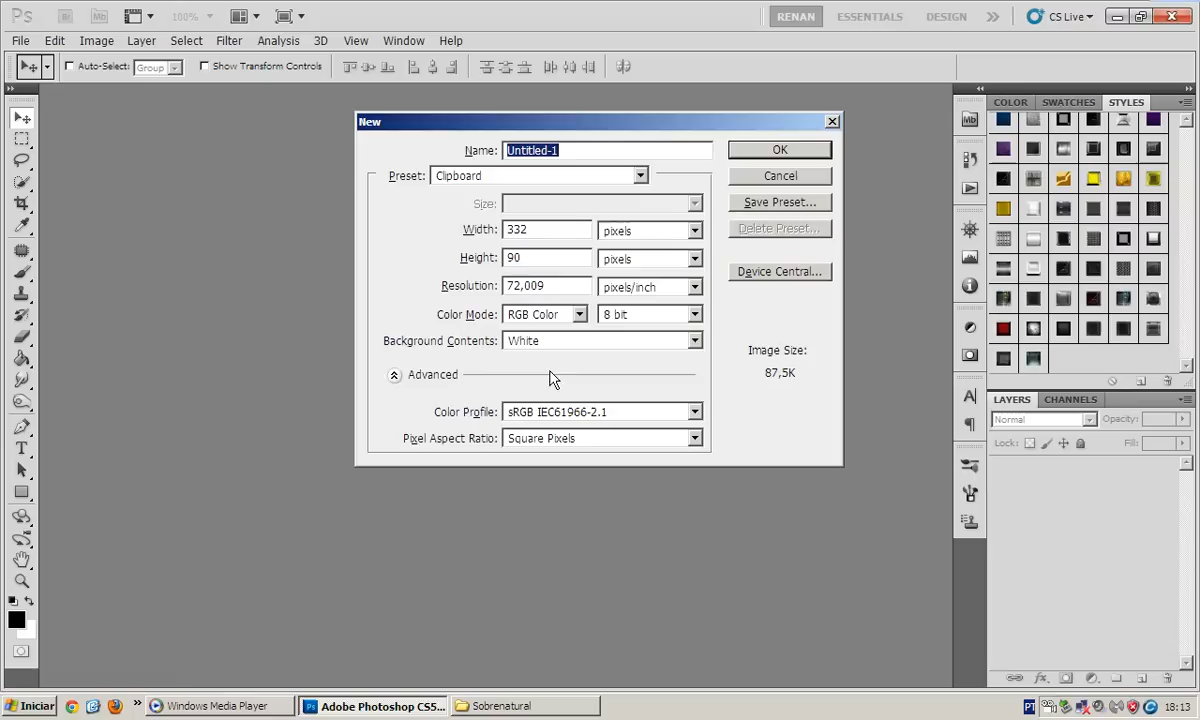 Ps Br Mb 100% RENAN ESSENTIALS DESIGN CS Live
File Edit Image Layer Select Filter Analysis 3D View Window Help
Auto-Select: Group Show Transform Controls
New
Name: Untitled-1 OK
Preset: Clipboard Cancel
Size: Save Preset...
Width: 332 pixels Delete Preset...
Height: 90 pixels
Device Central...
Resolution: 72,009 pixels/inch
Color Mode: RGB Color 8 bit
Background Contents: White
Image Size:
87,5K
Advanced
Color Profile: sRGB IEC61966-2.1
Pixel Aspect Ratio: Square Pixels
Mb
COLOR SWATCHES STYLES
LAYERS CHANNELS
Normal Opacity:
Lock: Fill:
Iniciar Windows Media Player Adobe Photoshop CS5... Sobrenatural PT 18:13